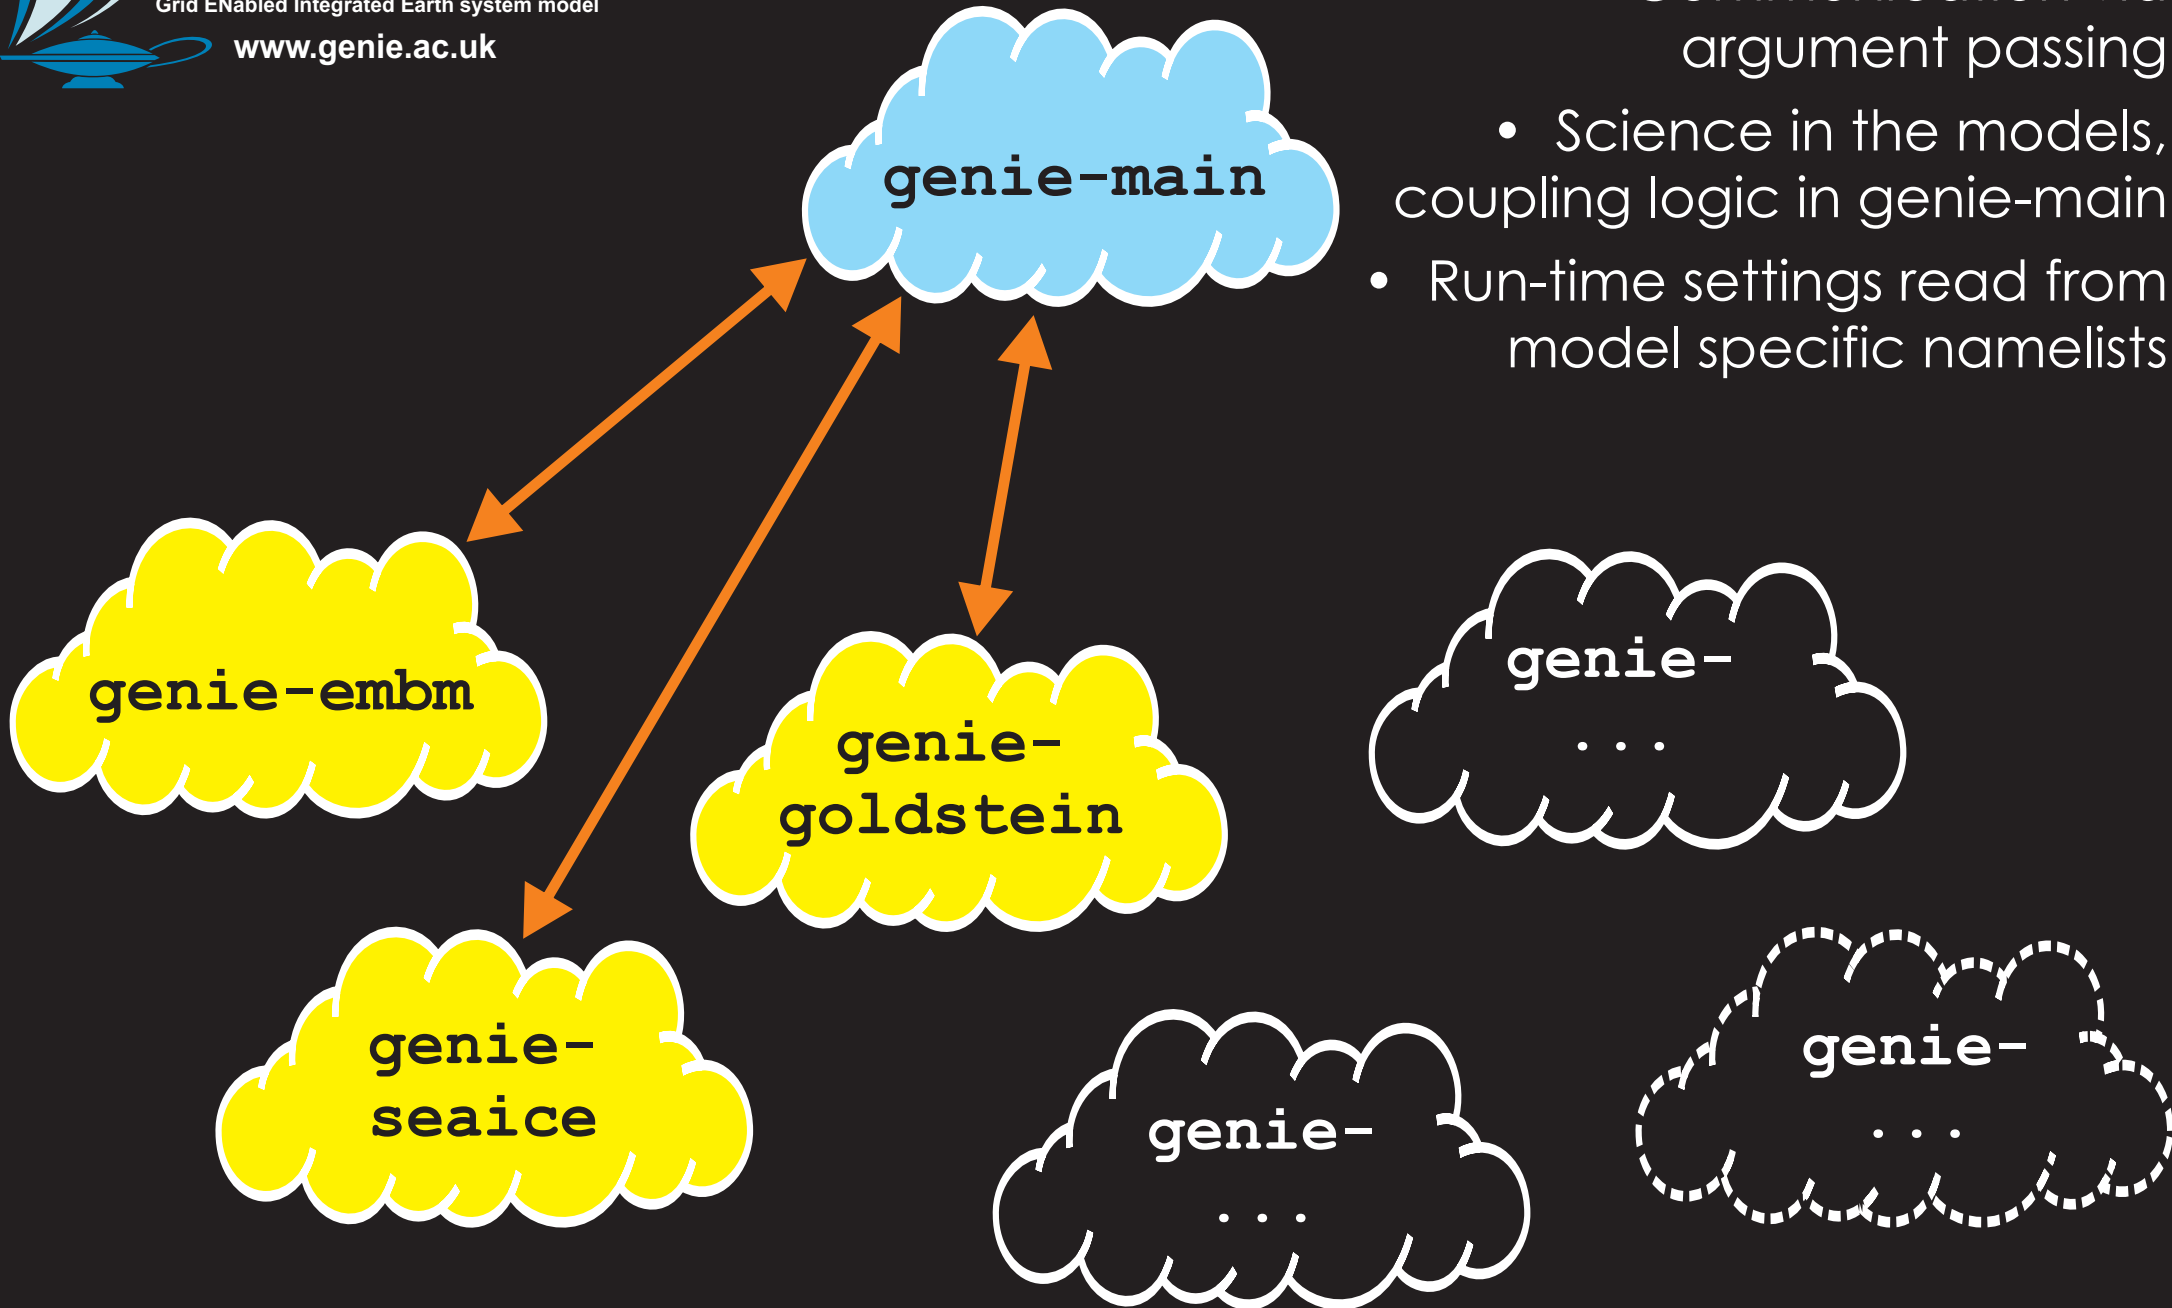 Grid ENabled Integrated Earth system model
www.genie.ac.uk
argument passing
• Science in the models,
coupling logic in genie-main
• Run-time settings read from
model specific namelists
genie-main
genie-embm
genie-
goldstein
genie-
seaice
genie-
...
genie-
...
genie-
...